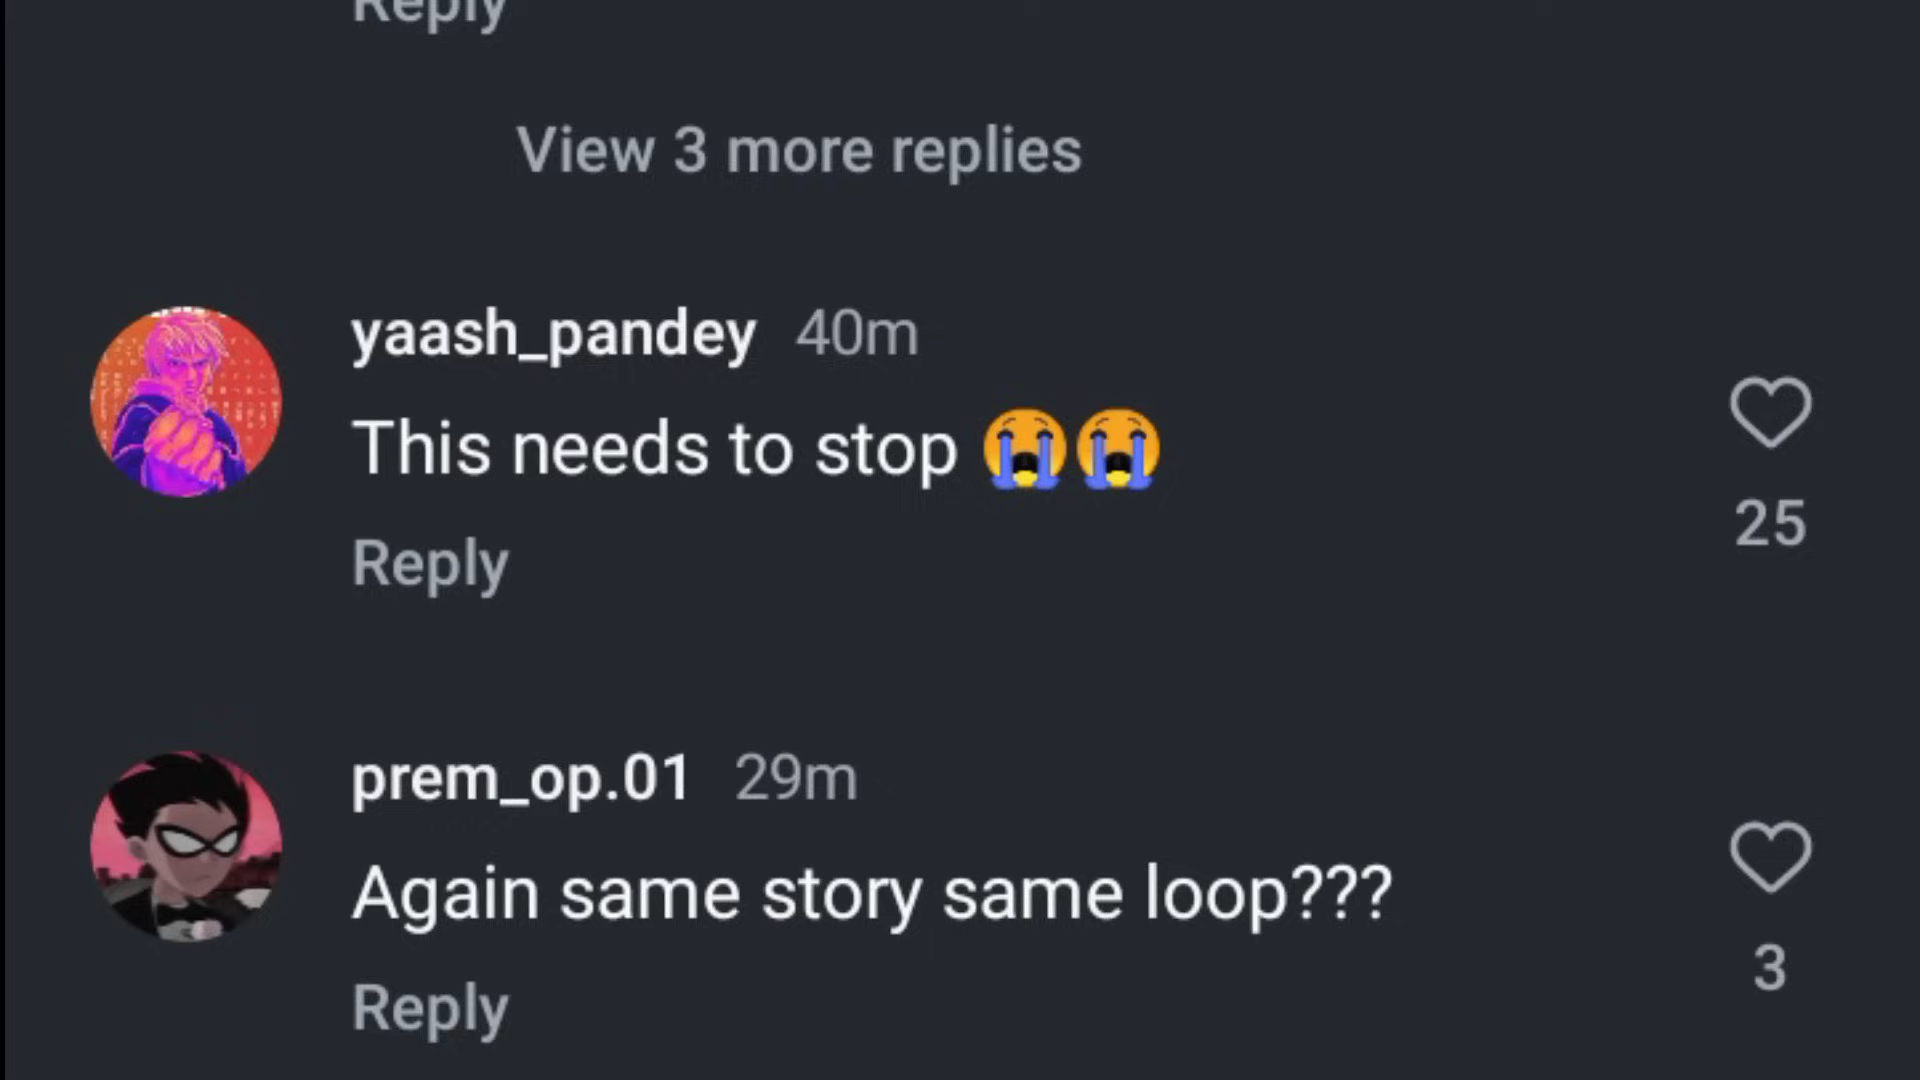 Reply
View 3 more replies
yaash_pandey 40m
This needs to stop 😭😭
25
Reply
prem_op.01 29m
Again same story same loop???
3
Reply